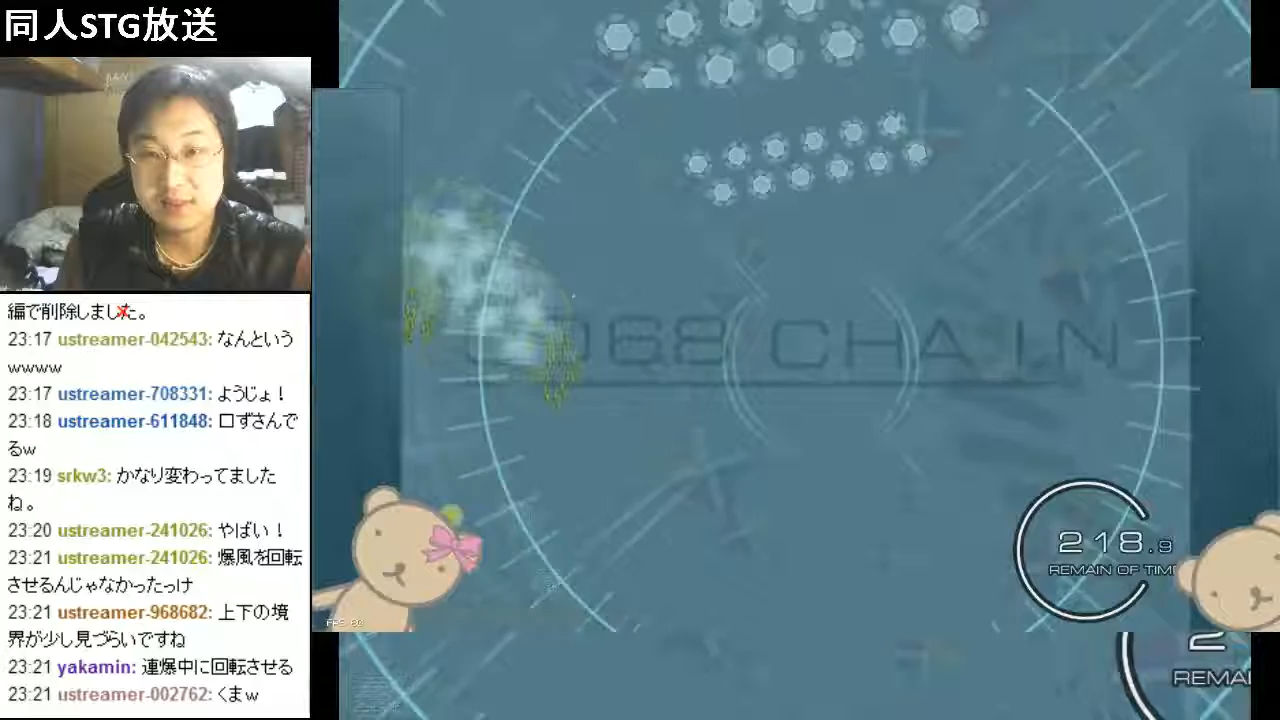 同人STG放送
編で削除しました。
23:17 ustreamer-042543: なんという
wwww
23:17 ustreamer-708331: ようじょ！
23:18 ustreamer-611848: 口ずさんで
るw
23:19 srkw3: かなり変わってました
ね。
23:20 ustreamer-241026: やばい！
23:21 ustreamer-241026: 爆風を回転
させるんじゃなかったっけ
23:21 ustreamer-968682: 上下の境
界が少し見づらいですね
23:21 yakamin: 連爆中に回転させる
23:21 ustreamer-002762: くまw
068 CHAIN
218.9
REMAIN OF TIM
2
REMAI